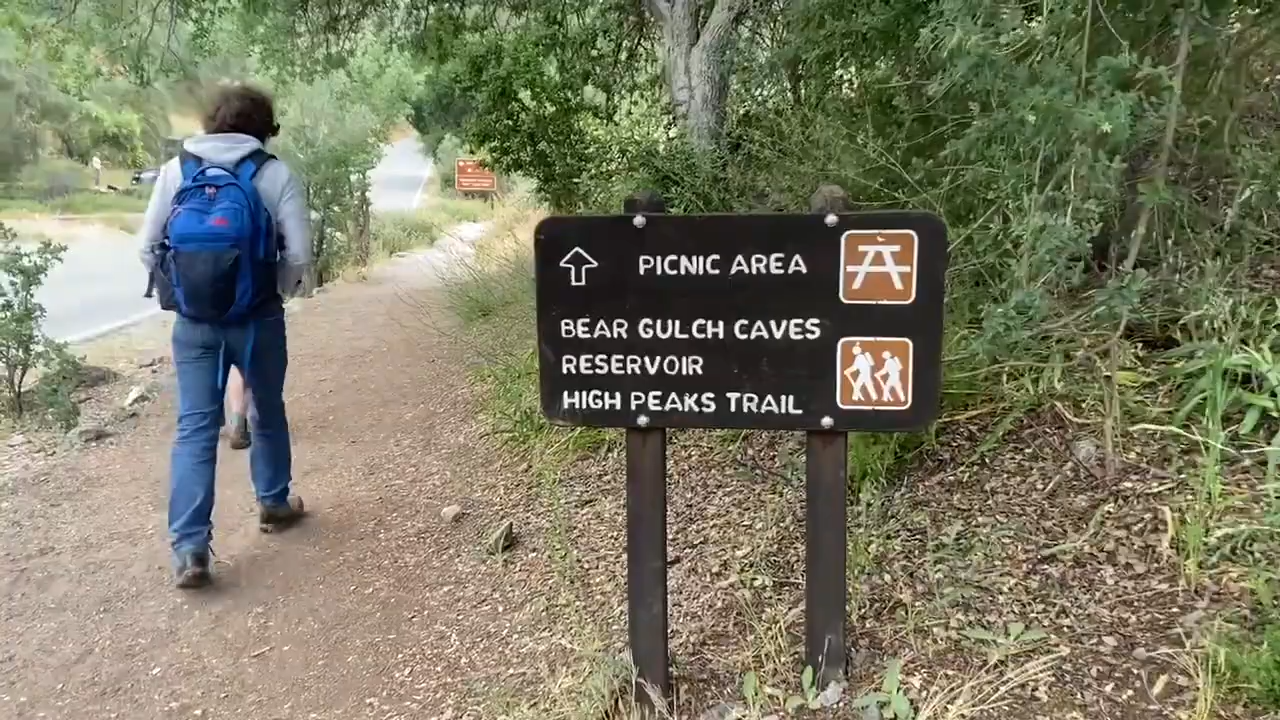 PICNIC AREA
BEAR GULCH CAVES
RESERVOIR
HIGH PEAKS TRAIL